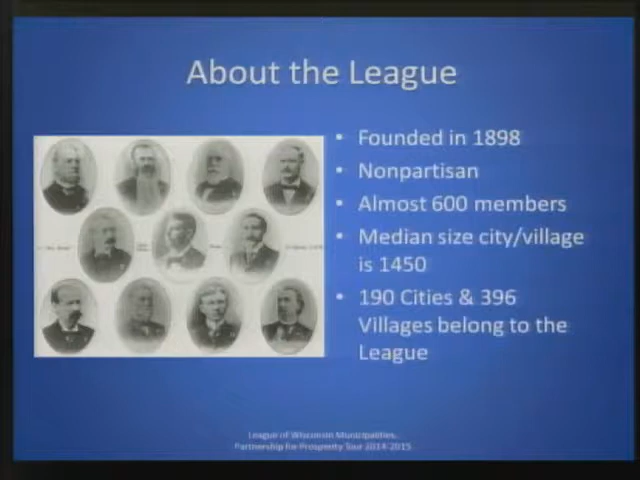 About the League
• Founded in 1898
• Nonpartisan
• Almost 600 members
• Median size city/village
is 1450
• 190 Cities & 396
Villages belong to the
League
League of Wisconsin Municipalities,
Partnership for Prosperity Tour 2014-2015